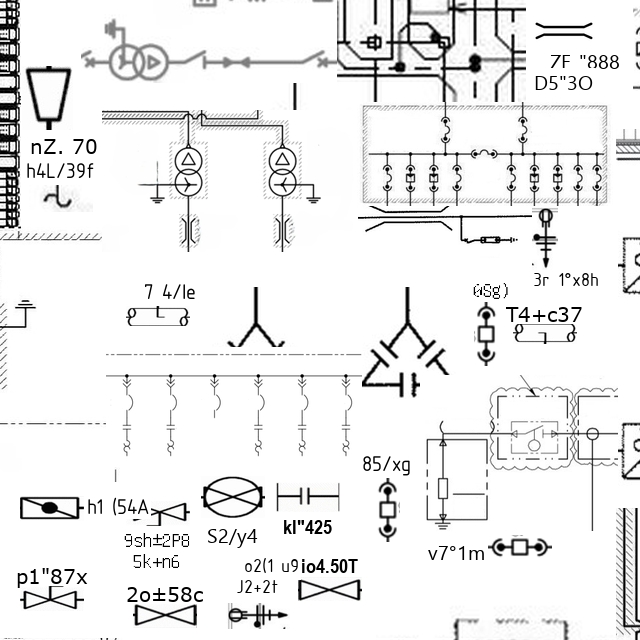 7F "888
D5"3O
nZ. 70
h4L/39f
3r 1°x8h
7 4/le
T4+c37
85/xg
h1 (54A
9sh±2P8
5k+n6
S2/y4
kl"425
v7°1m
o2(1 u9
io4.50T
J2+2t
p1"87x
2o±58c